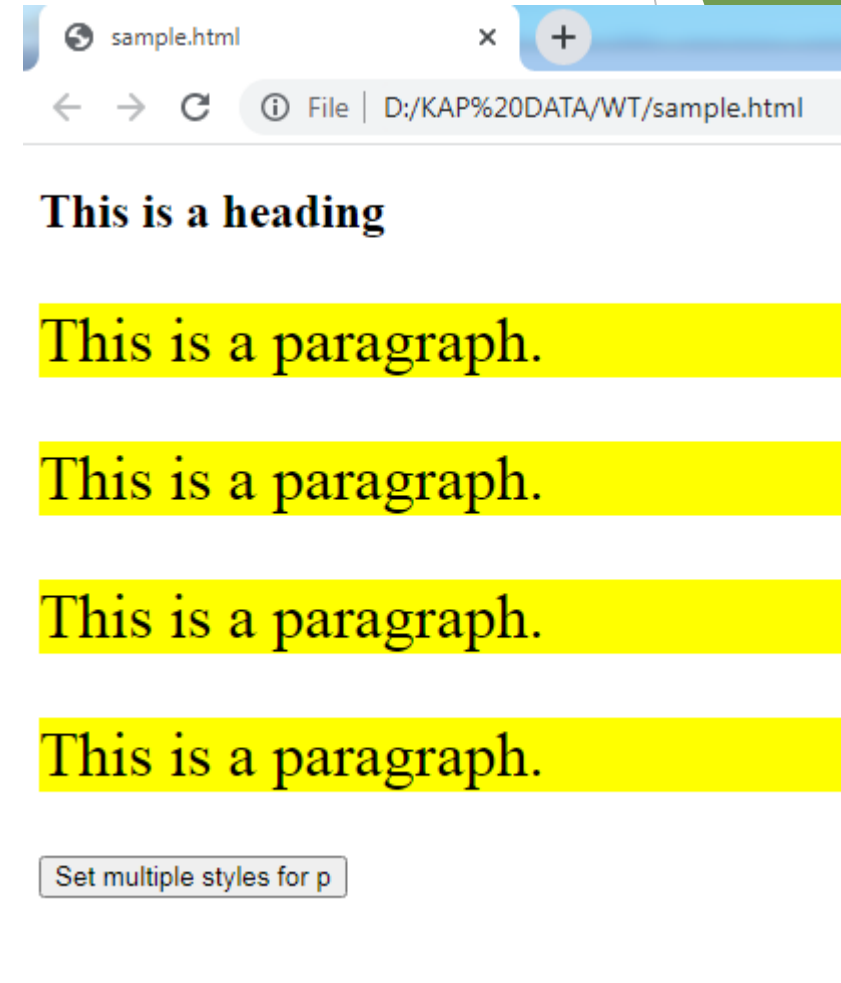 sample.html
File | D:/KAP%20DATA/WT/sample.html
This is a heading
This is a paragraph.
This is a paragraph.
This is a paragraph.
This is a paragraph.
Set multiple styles for p